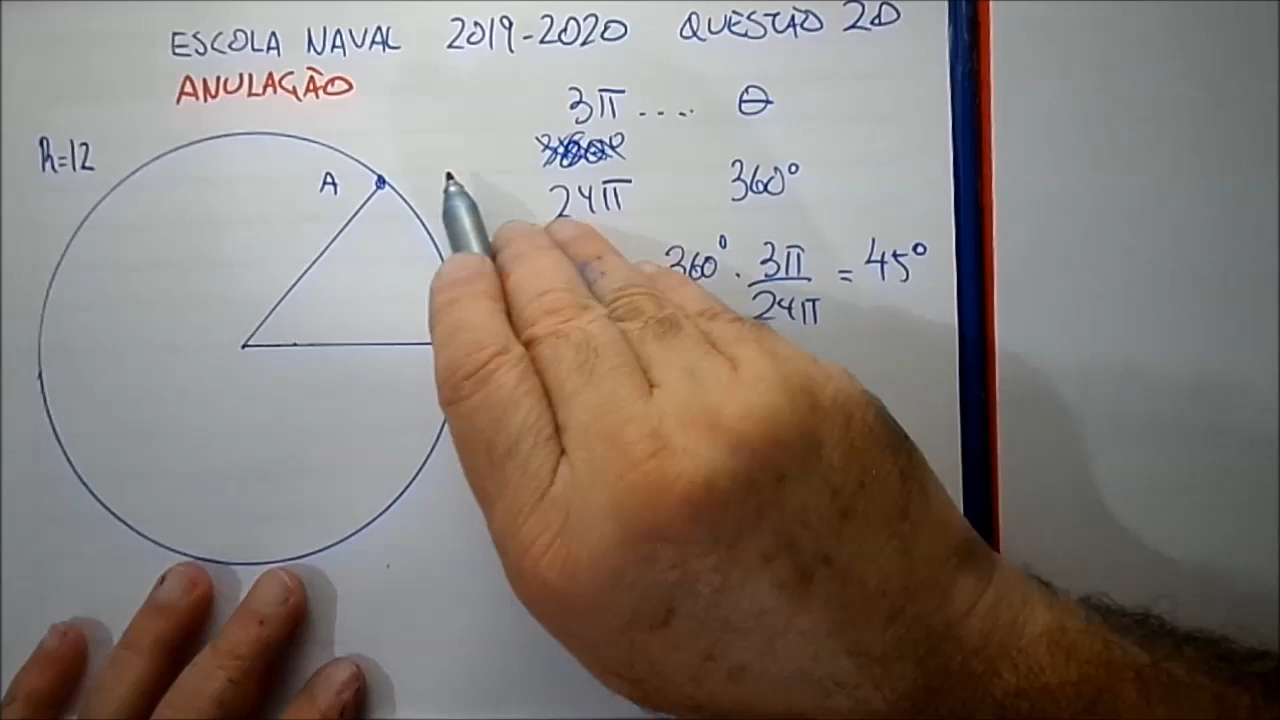 ESCOLA NAVAL 2019-2020 QUESTÃO 20
ANULAÇÃO
3π .... θ
R=12
A
24π 360°
360° . 3π/24π = 45°